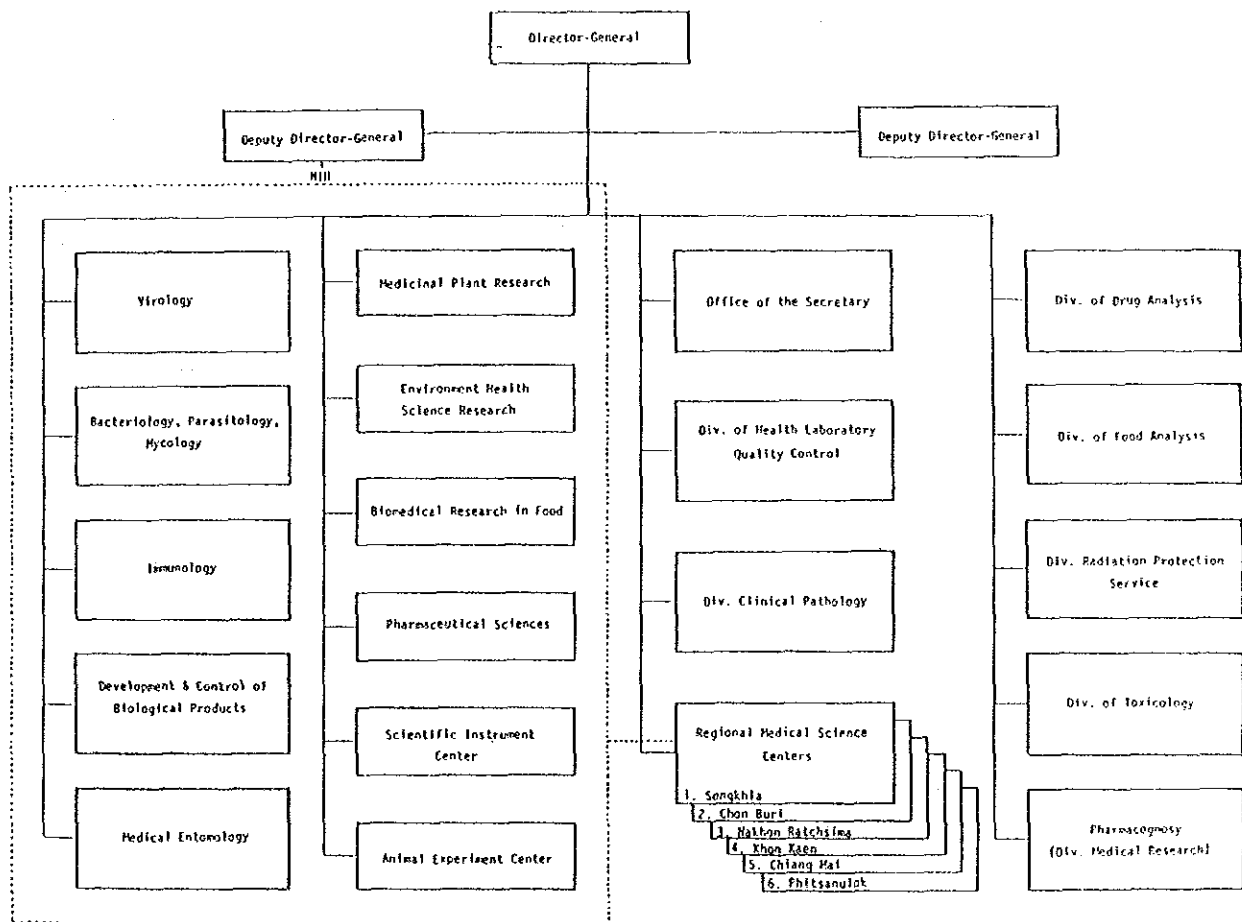 Director-General
Deputy Director-General
Deputy Director-General
NIH
Virology
Bacteriology, Parasitology,
Mycology
Immunology
Development & Control of
Biological Products
Medical Entomology
Medicinal Plant Research
Environment Health
Science Research
Biomedical Research in Food
Pharmaceutical Sciences
Scientific Instrument
Center
Animal Experiment Center
Office of the Secretary
Div. of Health Laboratory
Quality Control
Div. Clinical Pathology
Regional Medical Science
Centers
1. Songkhla
2. Chon Buri
3. Nakhon Ratchsima
4. Khon Kaen
5. Chiang Mai
6. Phitsanulok
Div. of Drug Analysis
Div. of Food Analysis
Div. Radiation Protection
Service
Div. of Toxicology
Pharmacognosy
(Div. Medical Research)